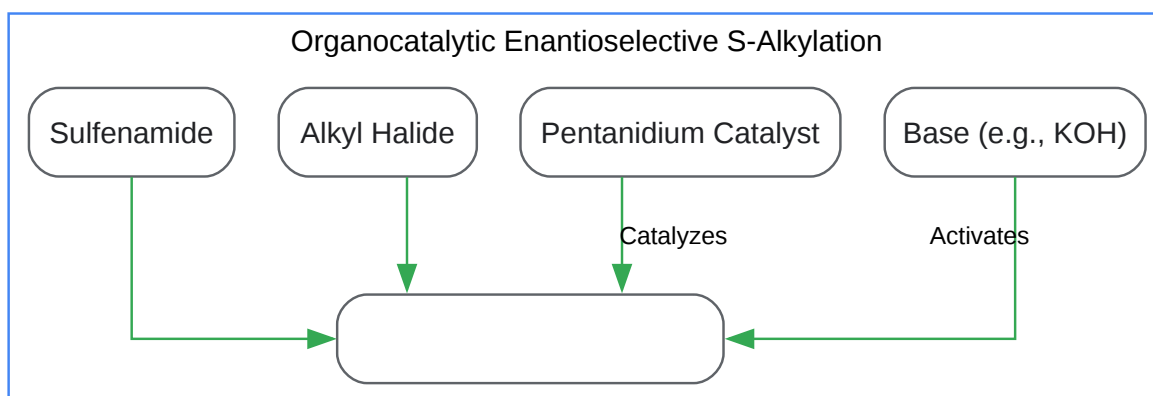 Organocatalytic Enantioselective S-Alkylation
Sulfenamide
Alkyl Halide
Pentanidium Catalyst
Base (e.g., KOH)
Catalyzes
Activates